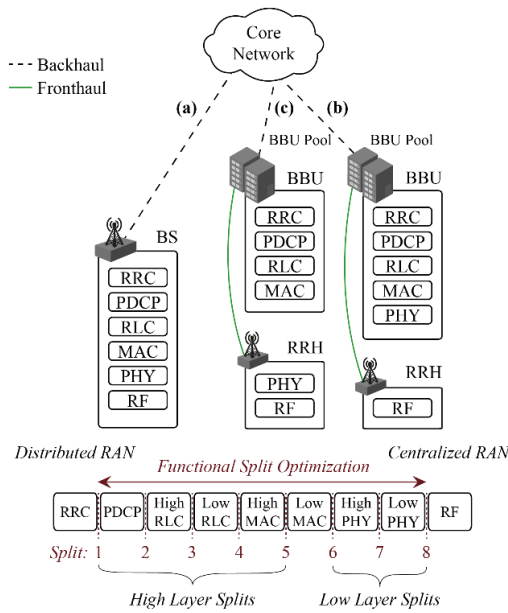 Core
Network
Backhaul
Fronthaul
(a)
(c)
(b)
BBU Pool
BBU Pool
BBU
BBU
BS
RRC
PDCP
RLC
MAC
PHY
RF
RRC
PDCP
RLC
MAC
RRC
PDCP
RLC
MAC
PHY
RRH
PHY
RF
RRH
RF
Distributed RAN
Centralized RAN
Functional Split Optimization
RRC
PDCP
High
RLC
Low
RLC
High
MAC
Low
MAC
High
PHY
Low
PHY
RF
Split: 1 2 3 4 5 6 7 8
High Layer Splits
Low Layer Splits